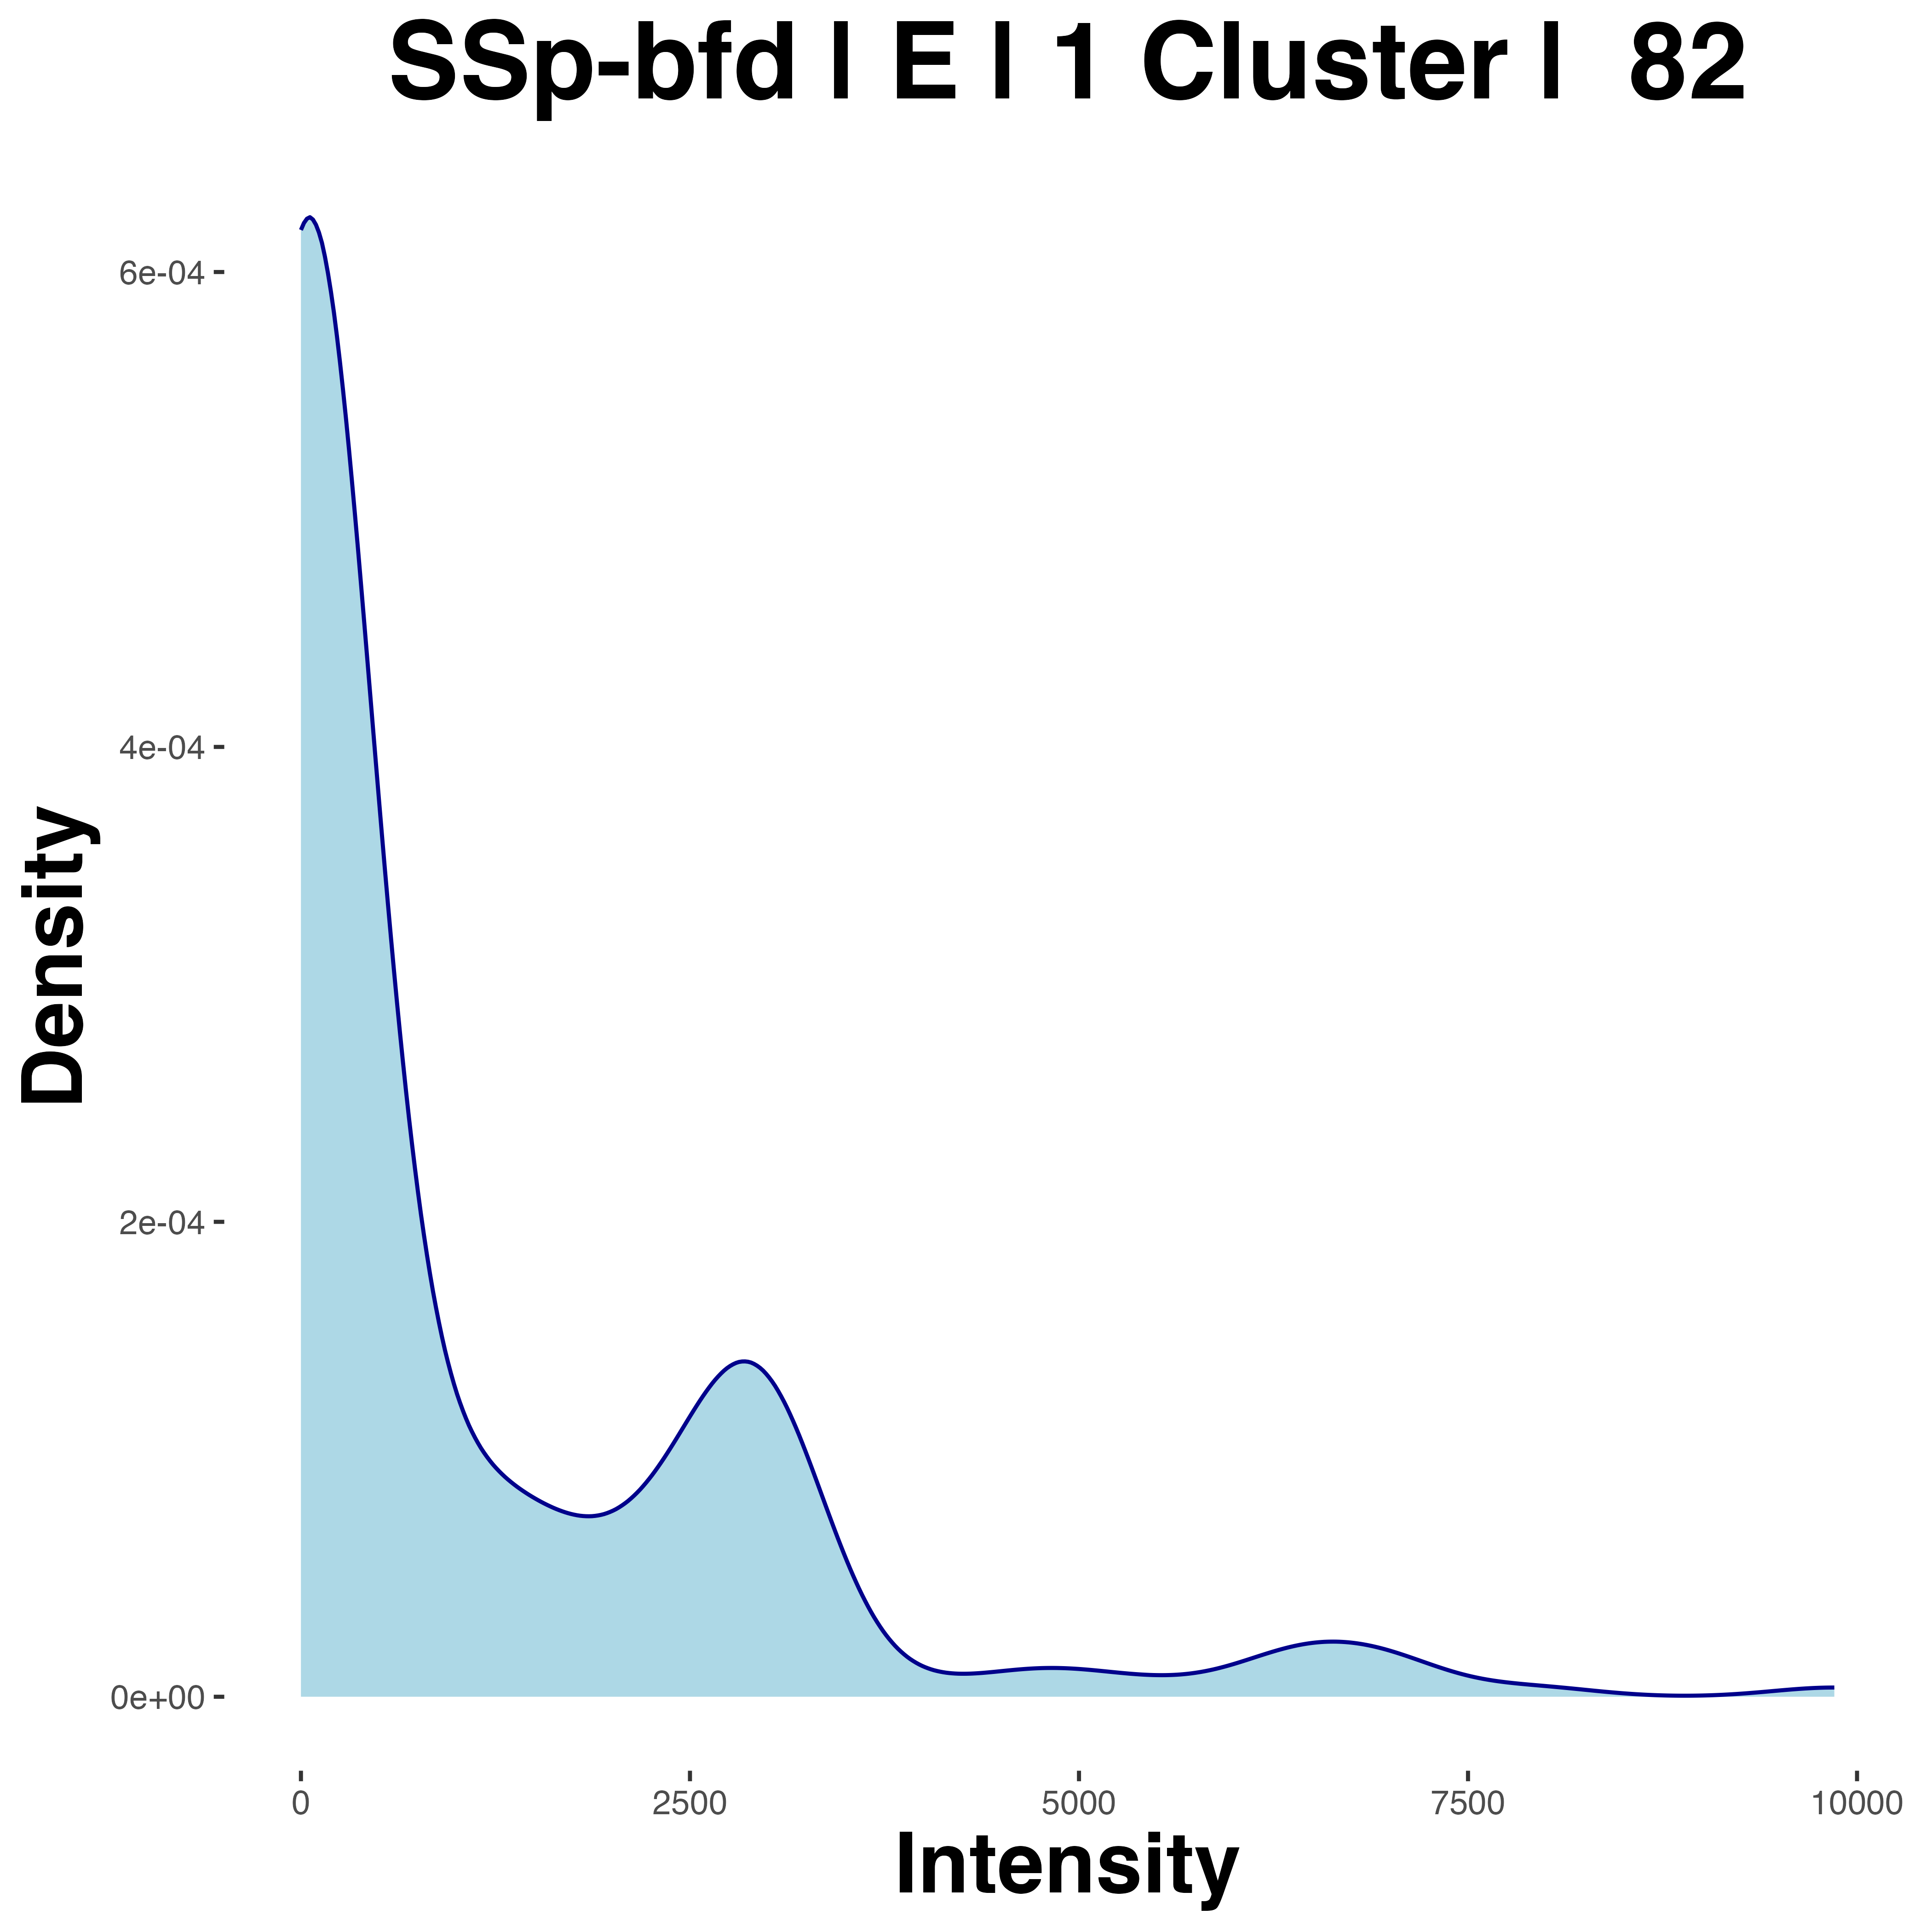 SSp-bfd | E | 1 Cluster |  82
6e-04
4e-04
2e-04
0e+00
Density
0
2500
5000
7500
10000
Intensity